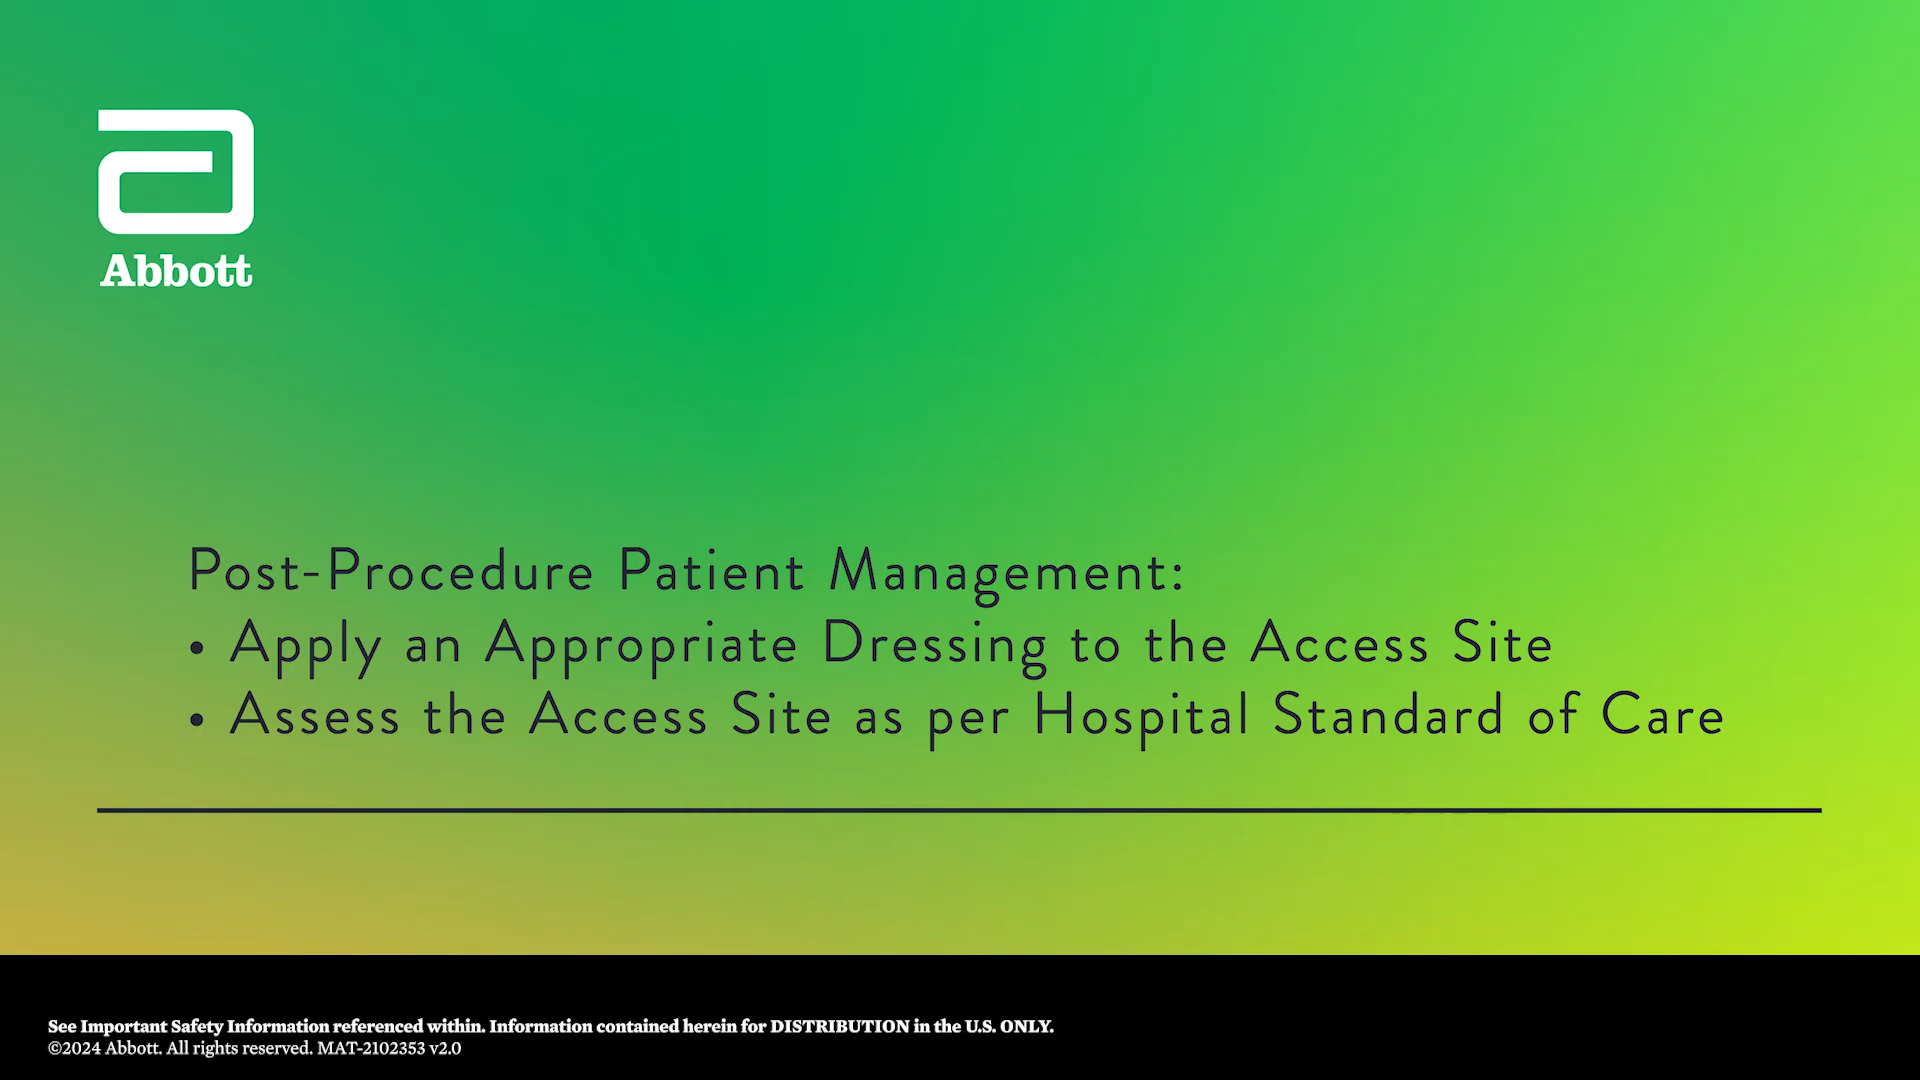 Abbott
Post-Procedure Patient Management:
• Apply an Appropriate Dressing to the Access Site
• Assess the Access Site as per Hospital Standard of Care
See Important Safety Information referenced within. Information contained herein for DISTRIBUTION in the U.S. ONLY.
©2024 Abbott. All rights reserved. MAT-2102353 v2.0